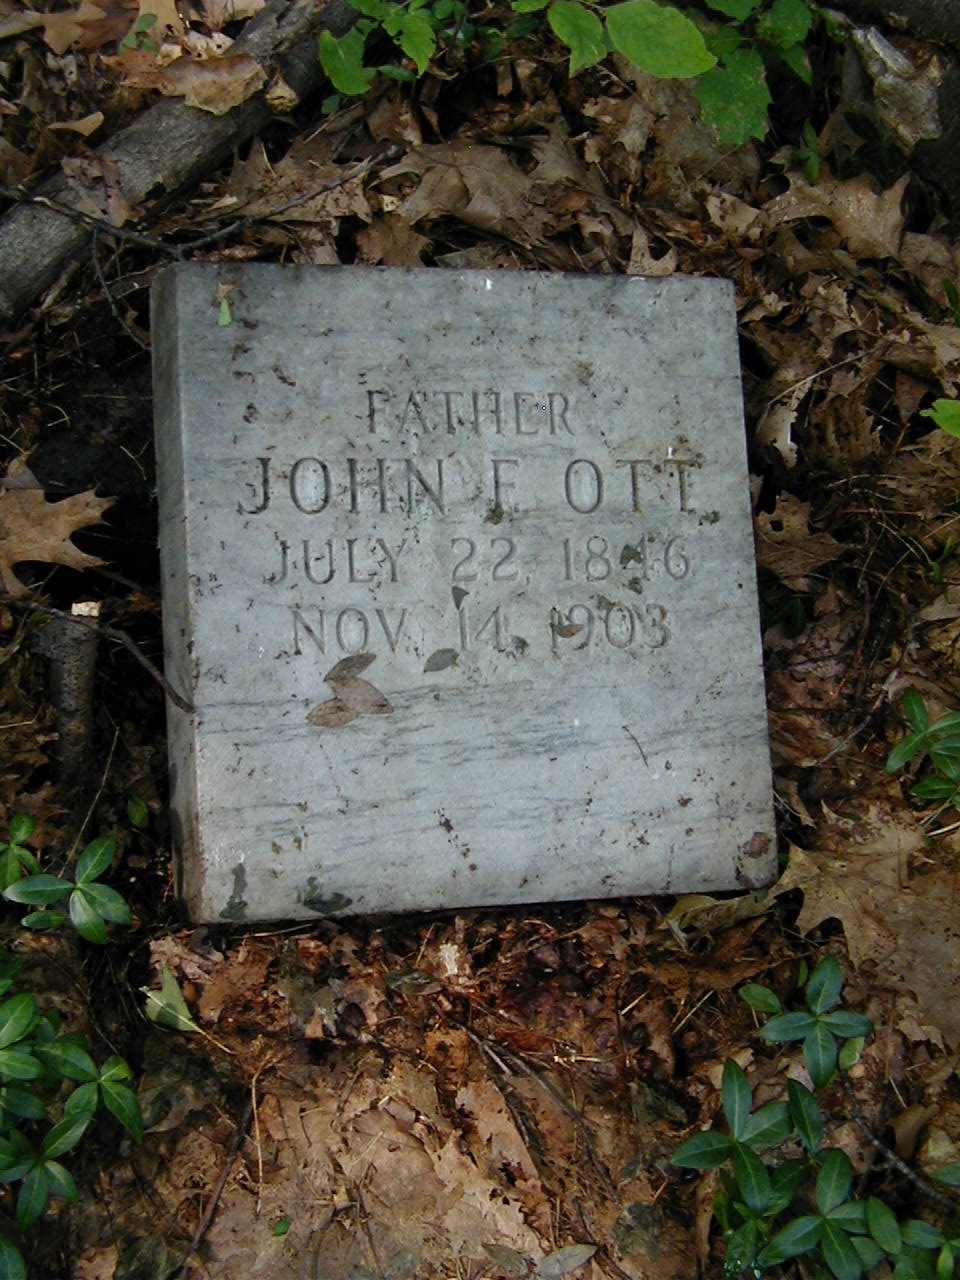 FATHER
JOHN F. OTT
JULY 22, 1846
NOV. 14, 1903